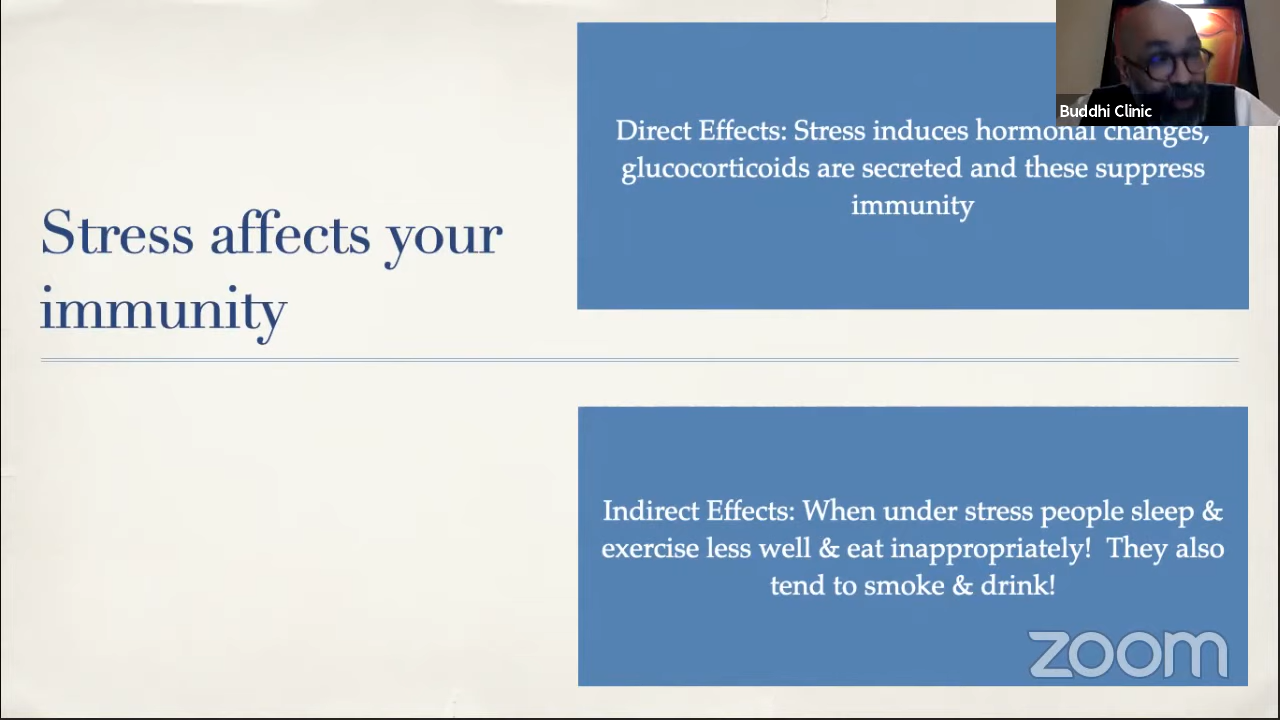 Stress affects your
immunity
Buddhi Clinic
Direct Effects: Stress induces hormonal changes,
glucocorticoids are secreted and these suppress
immunity
Indirect Effects: When under stress people sleep &
exercise less well & eat inappropriately!  They also
tend to smoke & drink!
zoom